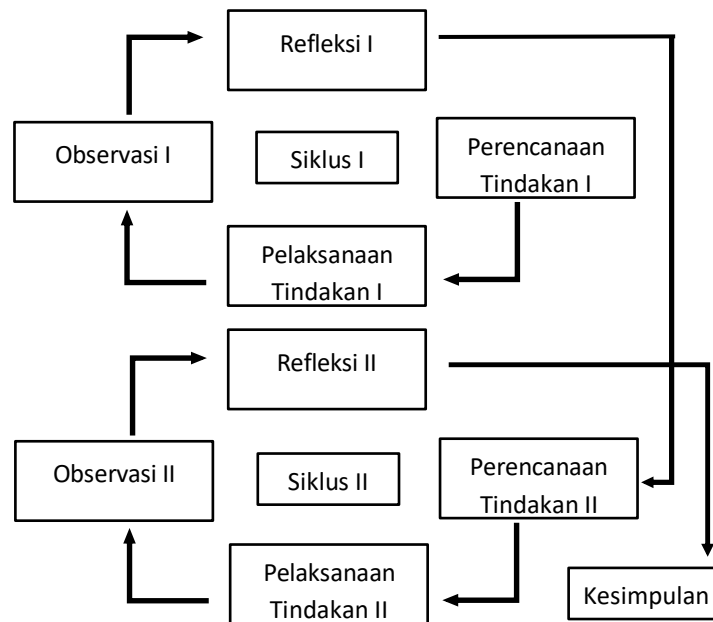 Refleksi I
Observasi I
Siklus I
Perencanaan
Tindakan I
Pelaksanaan
Tindakan I
Refleksi II
Observasi II
Siklus II
Perencanaan
Tindakan II
Pelaksanaan
Tindakan II
Kesimpulan